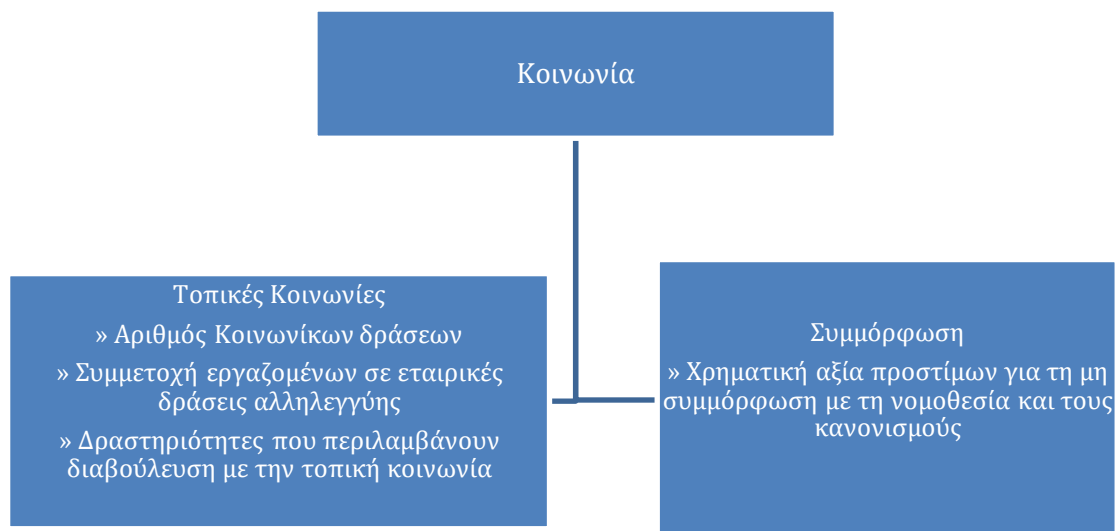 Κοινωνία
Τοπικές Κοινωνίες
» Αριθμός Κοινωνίκων δράσεων
» Συμμετοχή εργαζομένων σε εταιρικές
δράσεις αλληλεγγύης
» Δραστηριότητες που περιλαμβάνουν
διαβούλευση με την τοπική κοινωνία
Συμμόρφωση
» Χρηματική αξία προστίμων για τη μη
συμμόρφωση με τη νομοθεσία και τους
κανονισμούς